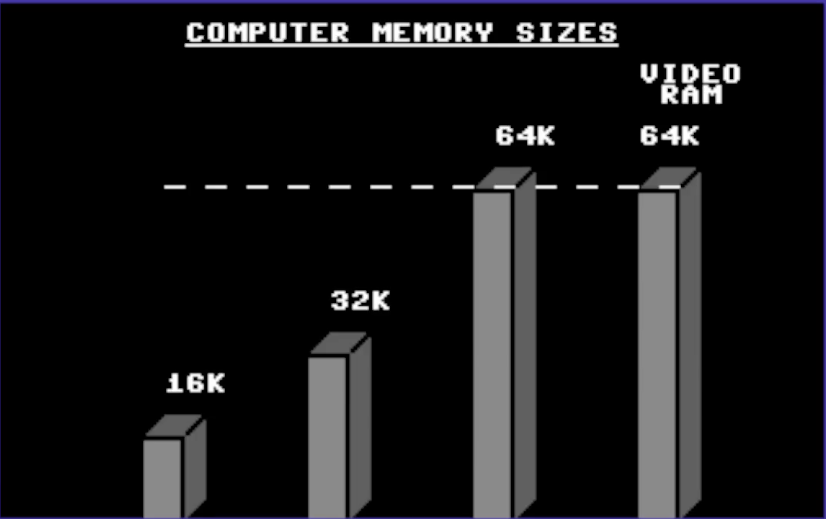 COMPUTER MEMORY SIZES
VIDEO
RAM
64K
64K
32K
16K